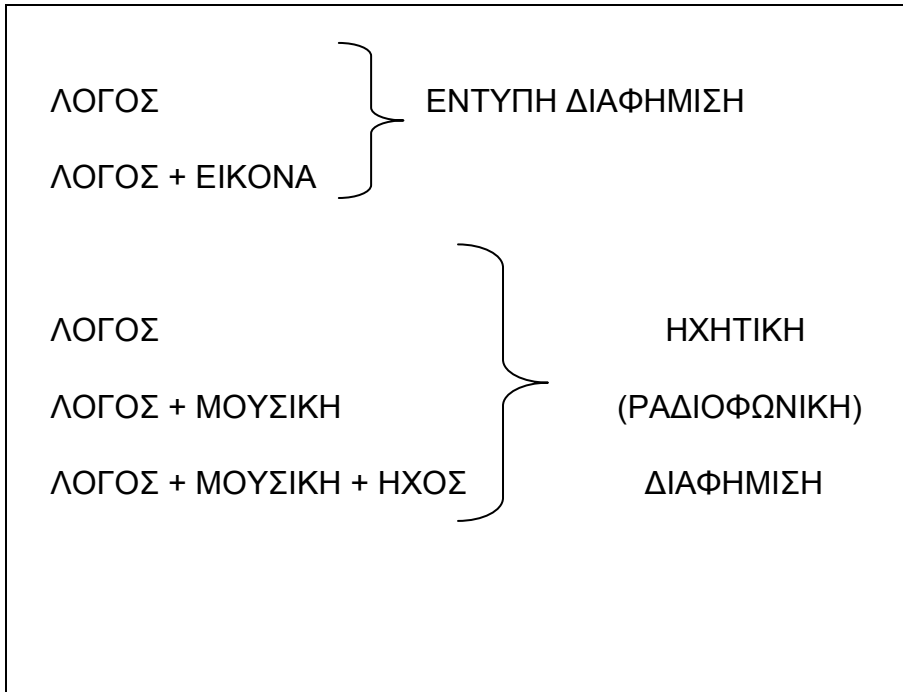 ΛΟΓΟΣ ΕΝΤΥΠΗ ΔΙΑΦΗΜΙΣΗ
ΛΟΓΟΣ + ΕΙΚΟΝΑ
ΛΟΓΟΣ ΗΧΗΤΙΚΗ
ΛΟΓΟΣ + ΜΟΥΣΙΚΗ (ΡΑΔΙΟΦΩΝΙΚΗ)
ΛΟΓΟΣ + ΜΟΥΣΙΚΗ + ΗΧΟΣ ΔΙΑΦΗΜΙΣΗ